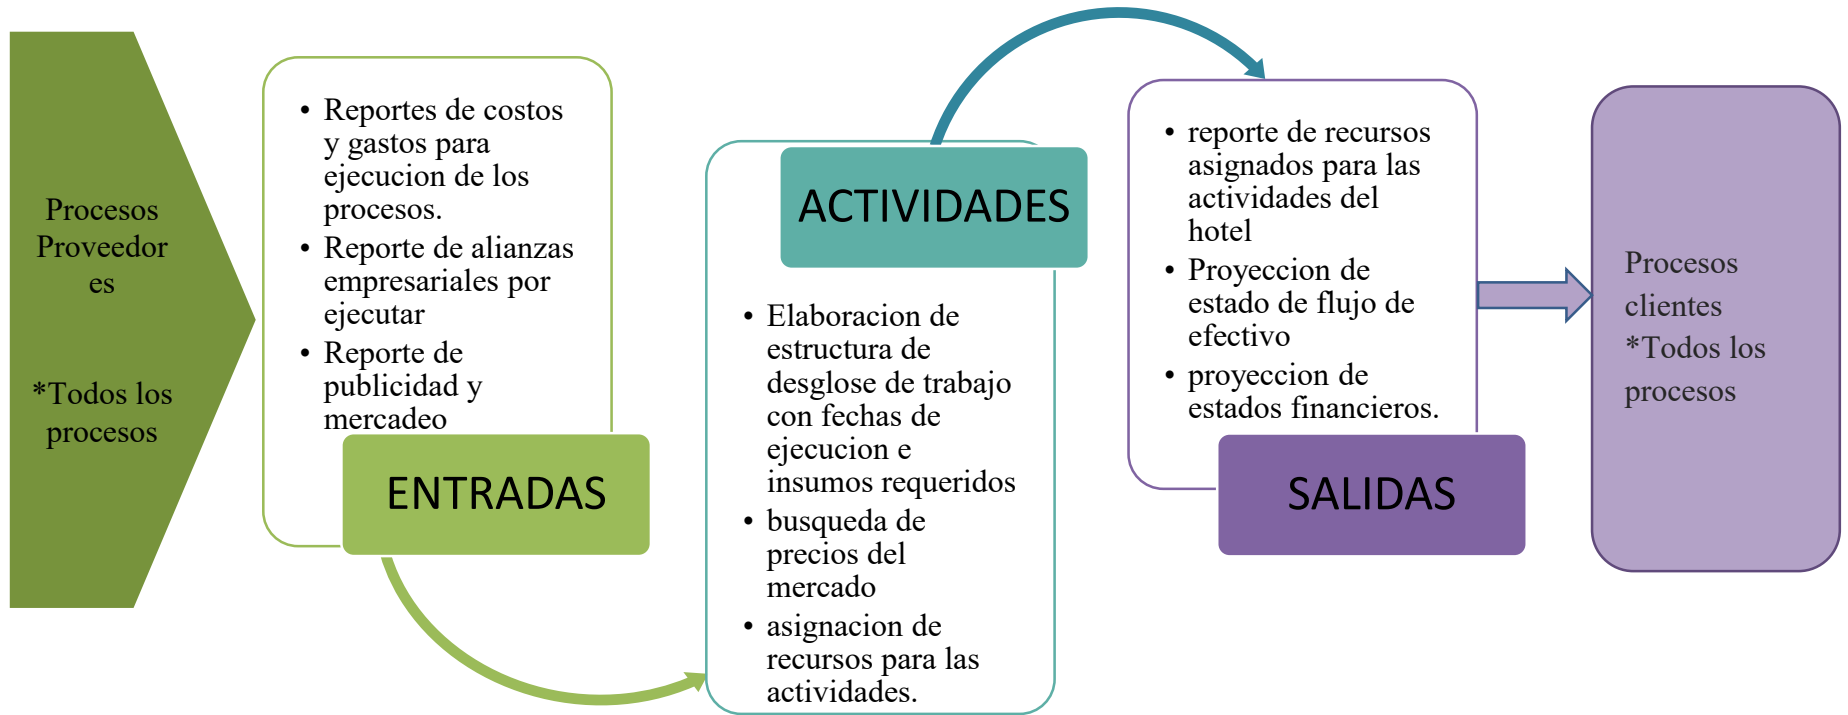 Procesos
Proveedor
es
*Todos los
procesos
• Reportes de costos
y gastos para
ejecucion de los
procesos.
• Reporte de alianzas
empresariales por
ejecutar
• Reporte de
publicidad y
mercadeo
ENTRADAS
ACTIVIDADES
• Elaboracion de
estructura de
desglose de trabajo
con fechas de
ejecucion e
insumos requeridos
• busqueda de
precios del
mercado
• asignacion de
recursos para las
actividades.
• reporte de recursos
asignados para las
actividades del
hotel
• Proyeccion de
estado de flujo de
efectivo
• proyeccion de
estados financieros.
SALIDAS
Procesos
clientes
*Todos los
procesos